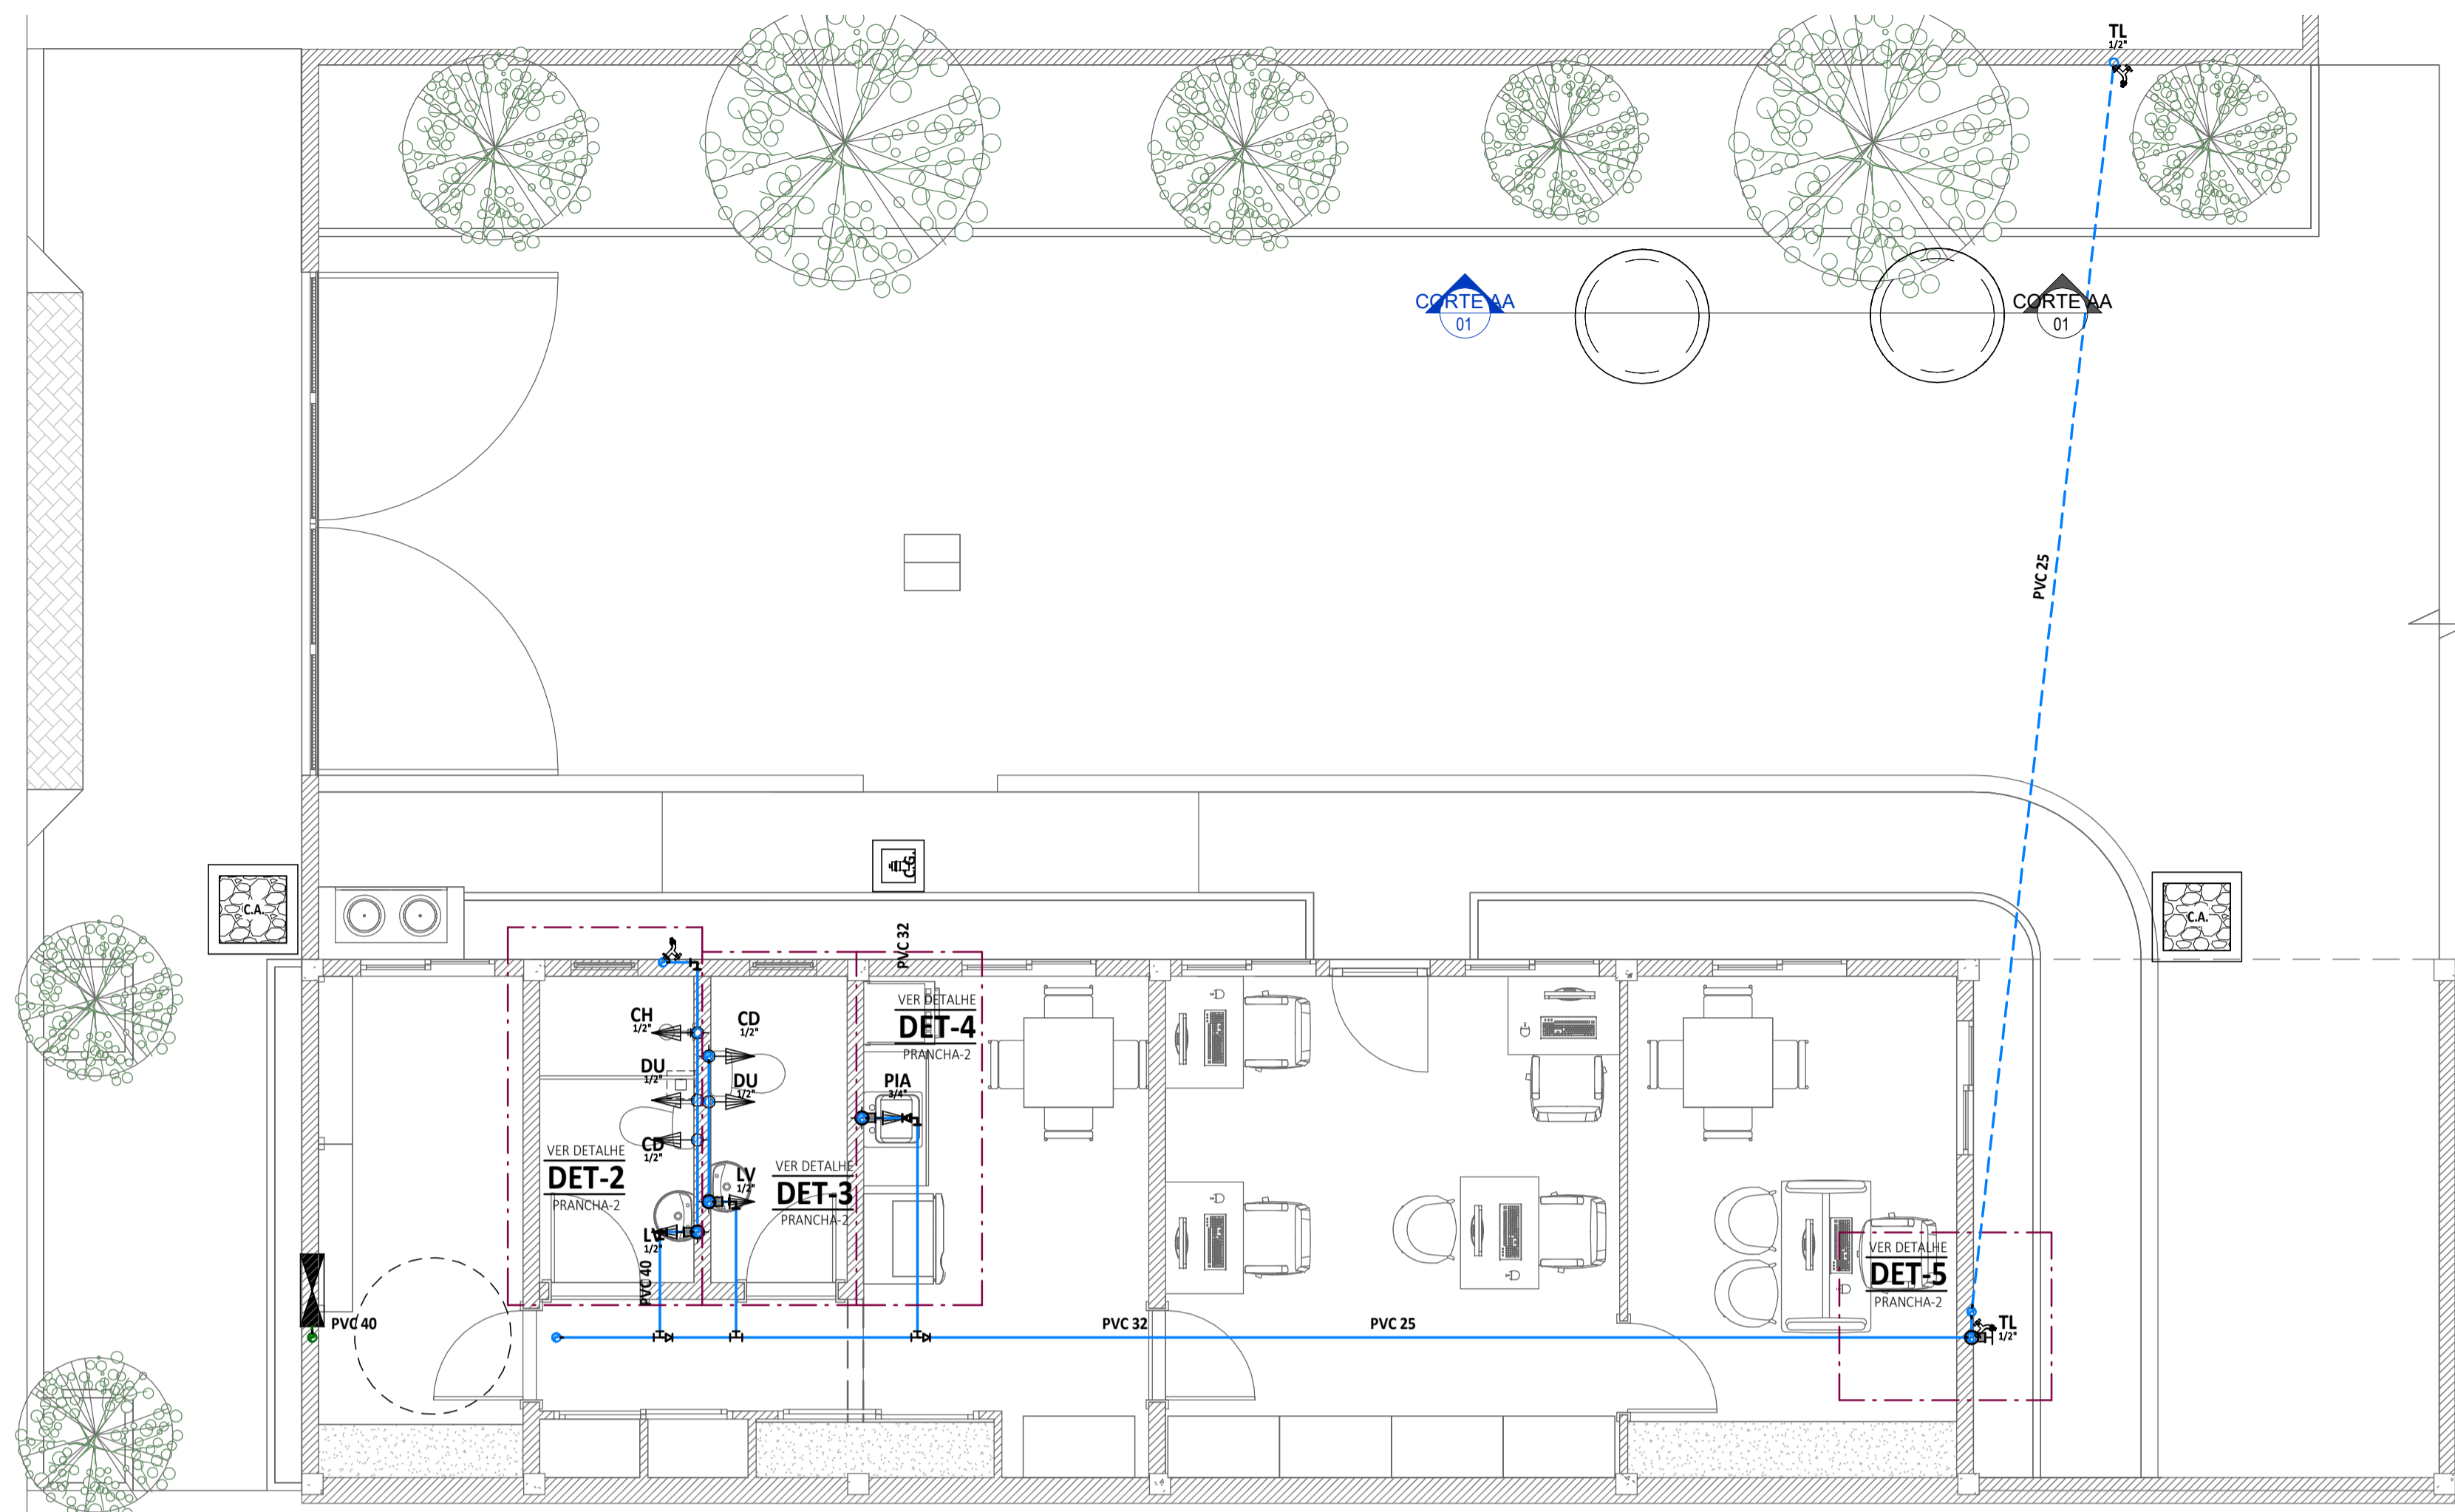 TL
1/2"
CORTE AA
01
CORTE AA
01
PVC 25
C.G.
C.A.
C.A.
PVC 32
VER DETALHE
DET-4
PRANCHA-2
CH
1/2"
CD
1/2"
DU
1/2"
DU
1/2"
PIA
3/4"
CD
1/2"
VER DETALHE
DET-2
PRANCHA-2
VER DETALHE
DET-3
PRANCHA-2
LV
1/2"
LV
1/2"
PVC 40
VER DETALHE
DET-5
PRANCHA-2
PVC 40
PVC 32
PVC 25
TL
1/2"